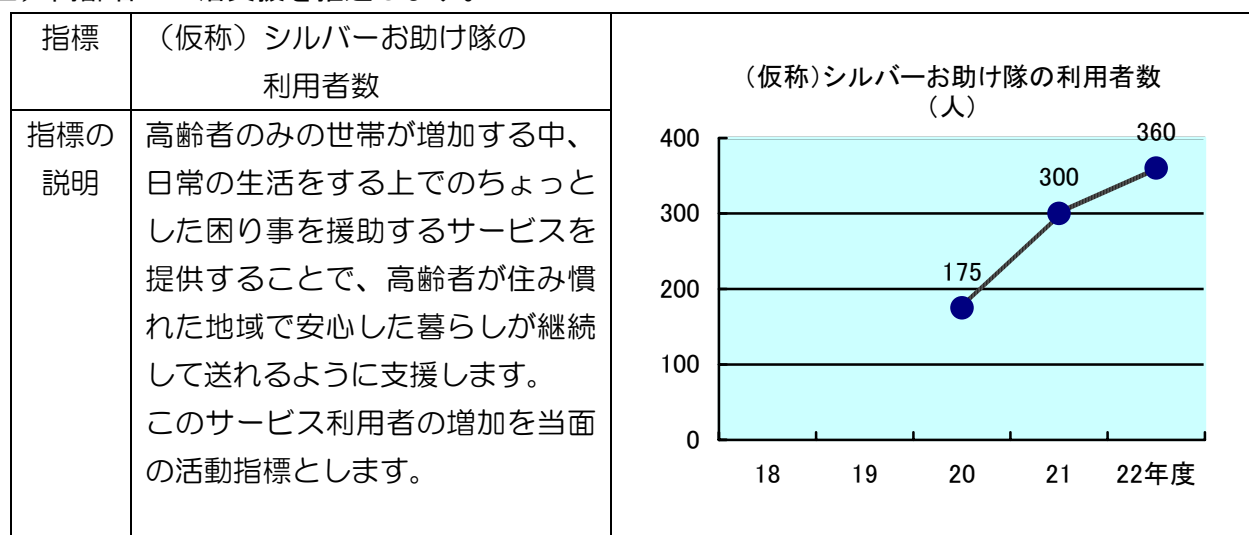 指標
（仮称）シルバーお助け隊の
利用者数
指標の
説明
高齢者のみの世帯が増加する中、
日常の生活をする上でのちょっと
した困り事を援助するサービスを
提供することで、高齢者が住み慣
れた地域で安心した暮らしが継続
して送れるように支援します。
このサービス利用者の増加を当面
の活動指標とします。
（仮称）シルバーお助け隊の利用者数
（人）
400
300
200
100
0
175
300
360
18 19 20 21 22年度